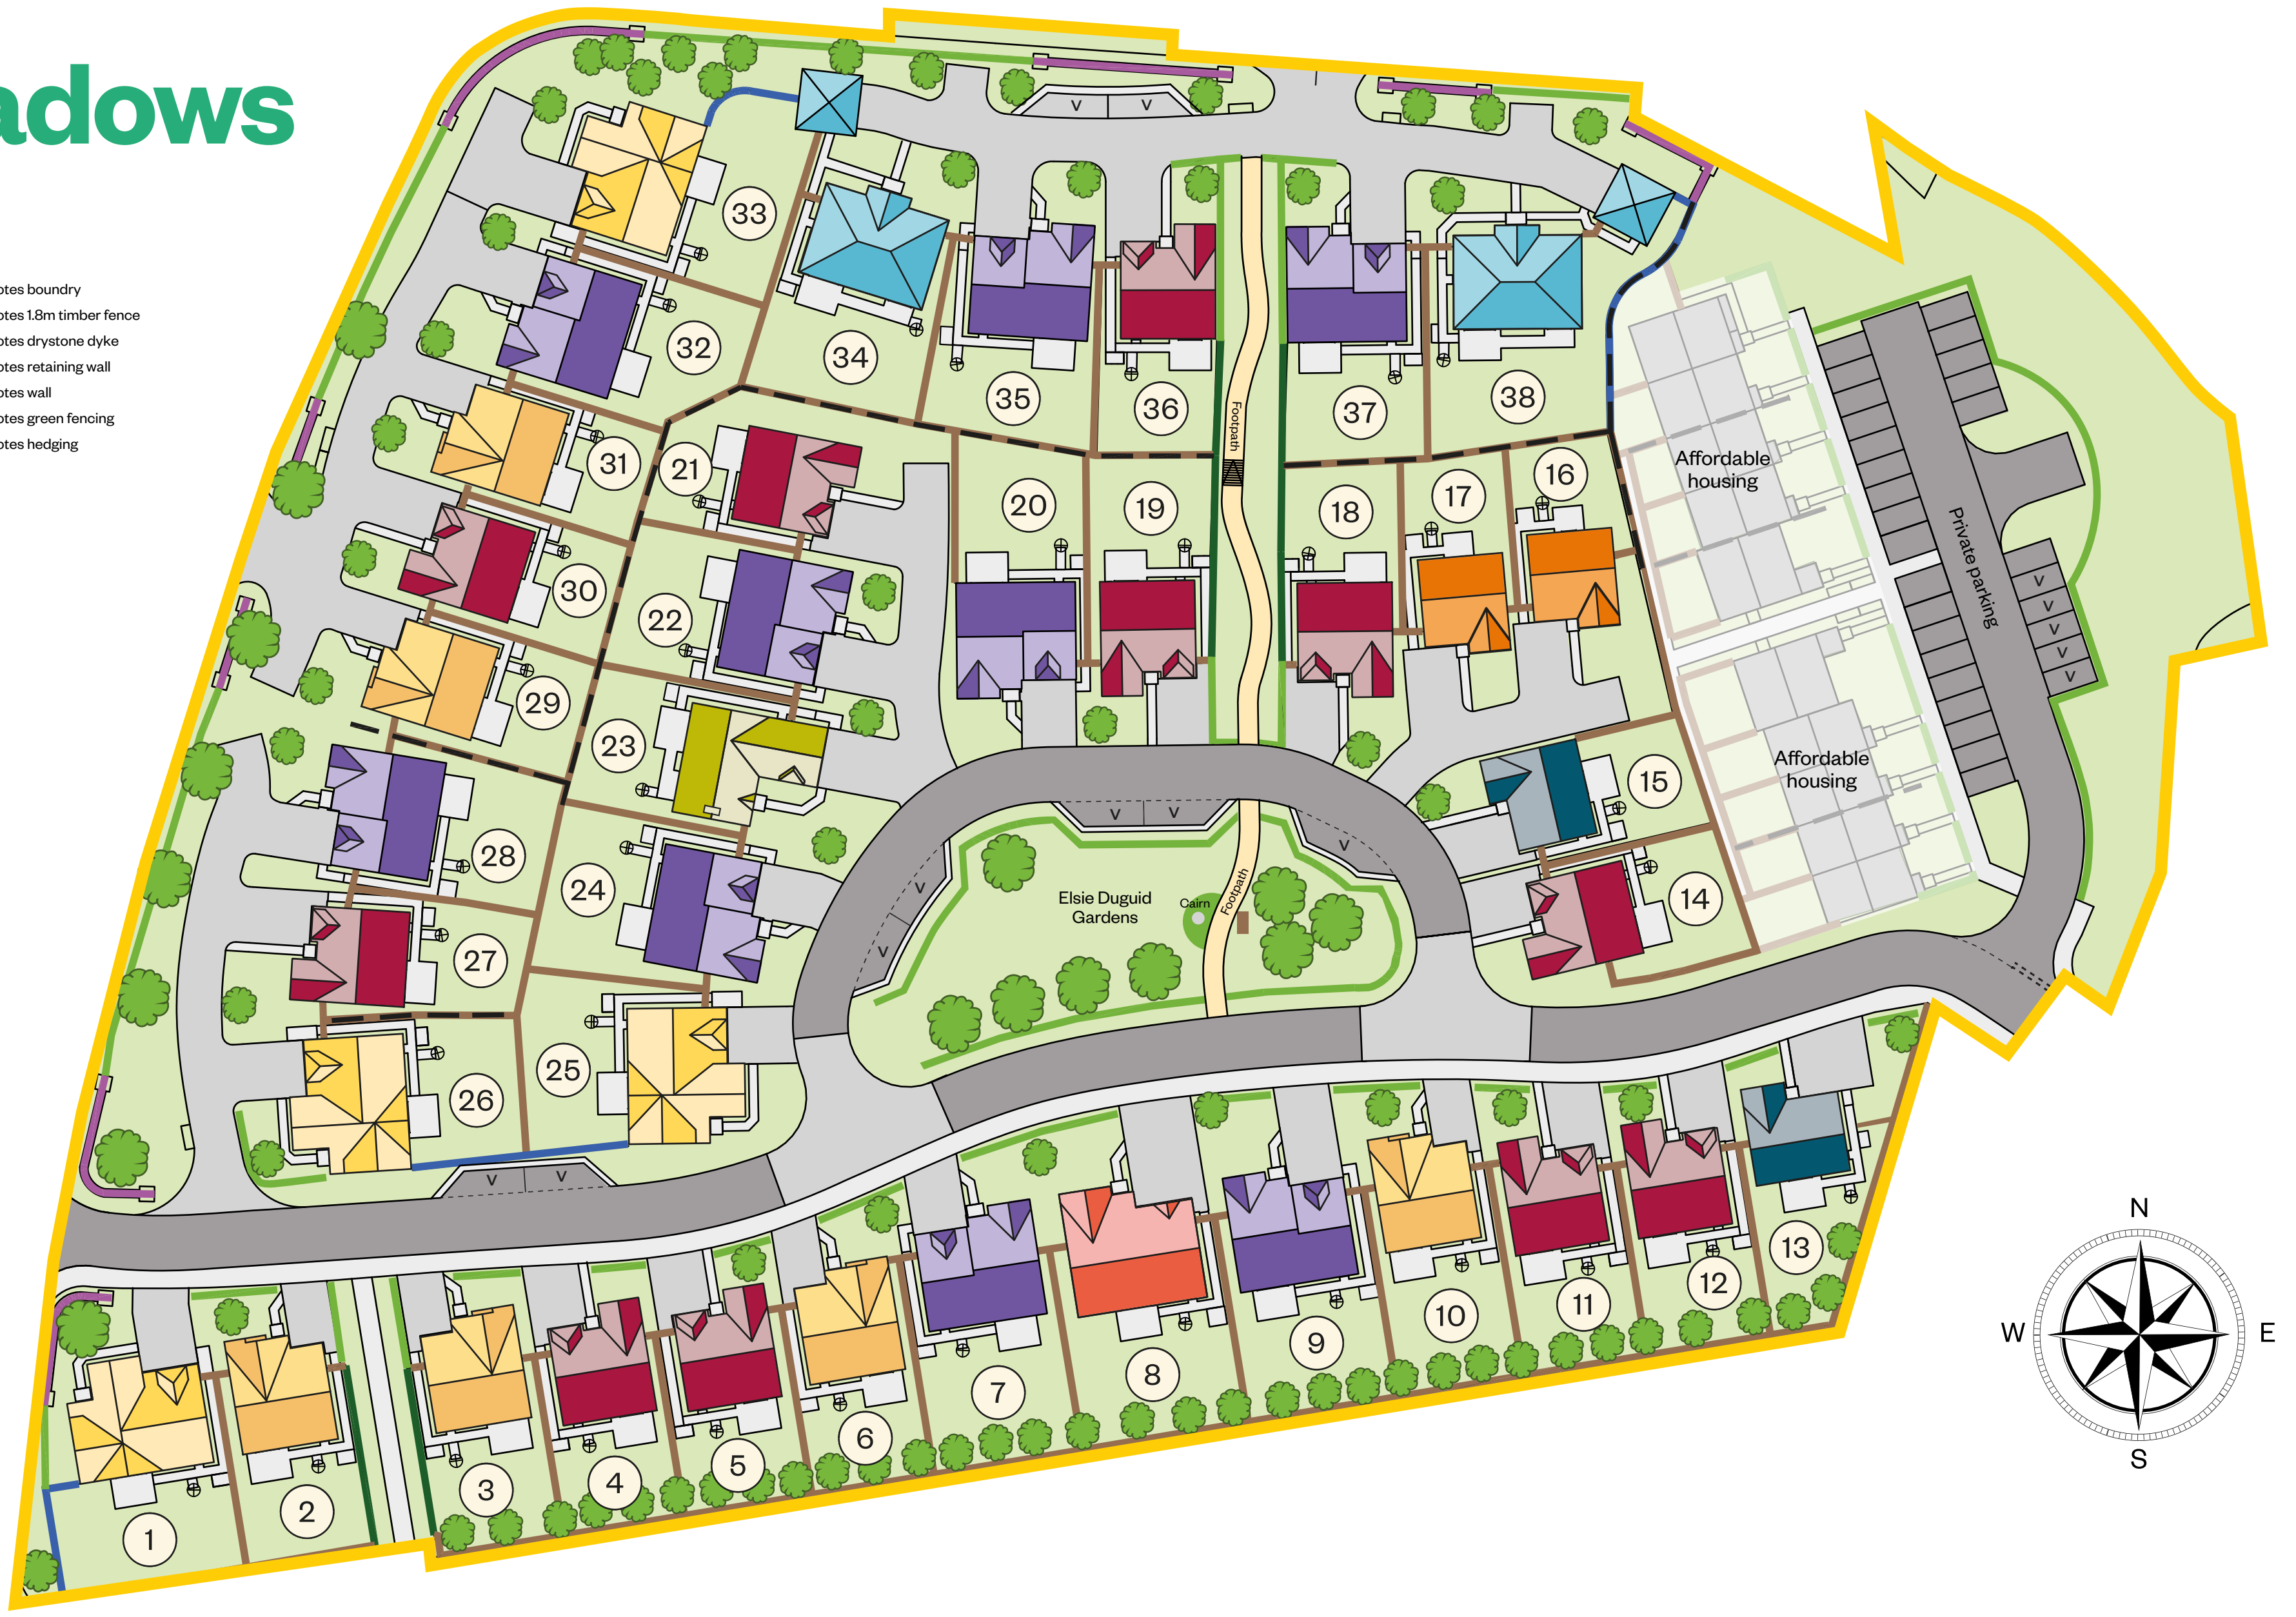 adows
otes boundry
otes 1.8m timber fence
otes drystone dyke
otes retaining wall
otes wall
otes green fencing
otes hedging
V V
33
34
32
35
36
37
38
31
21
20
19
18
17
16
30
22
29
23
28
24
27
25
26
15
14
Footpath
Affordable
housing
Private parking
V
V
V
V
V
Affordable
housing
V V
V
V
V
Elsie Duguid
Gardens
Cairn
Footpath
V V
1
2
3
4
5
6
7
8
9
10
11
12
13
N
W
E
S